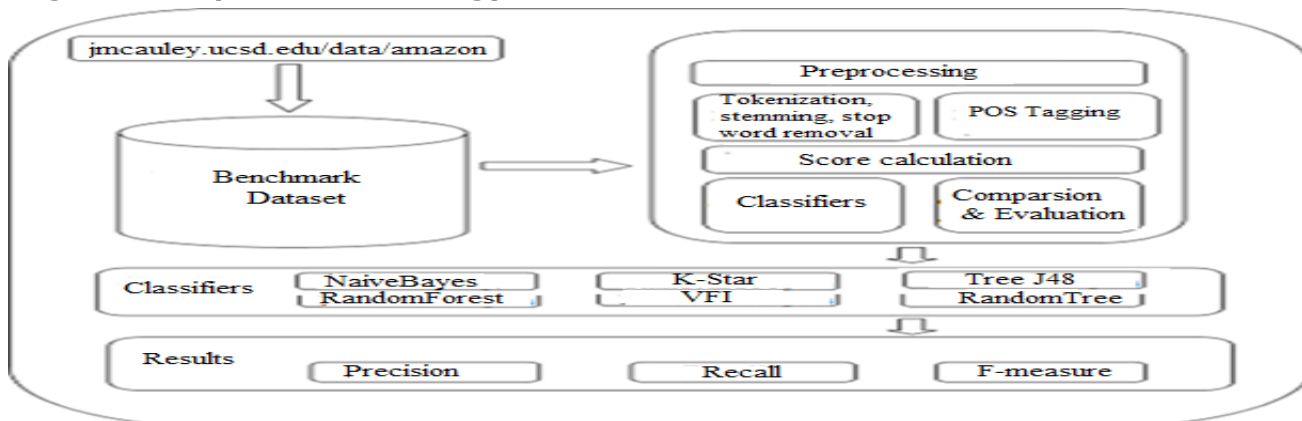 jmcauley.ucsd.edu/data/amazon
Benchmark
Dataset
Preprocessing
Tokenization,
stemming, stop
word removal
POS Tagging
Score calculation
Classifiers
Comparsion
& Evaluation
Classifiers
NaiveBayes
K-Star
Tree J48
RandomForest
VFI
RandomTree
Results
Precision
Recall
F-measure